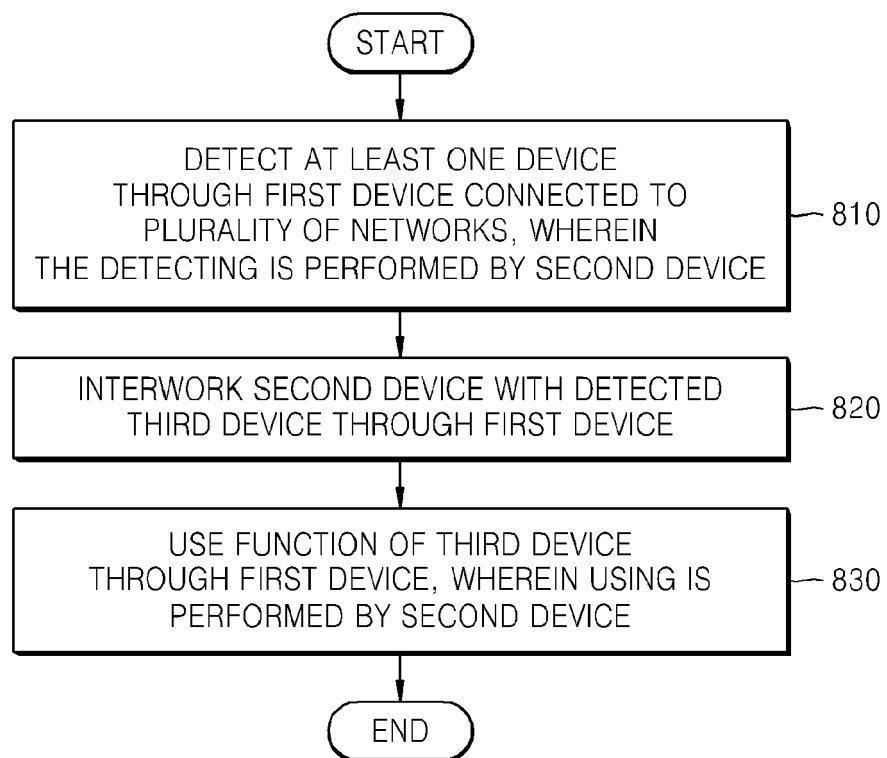 START
DETECT AT LEAST ONE DEVICE
THROUGH FIRST DEVICE CONNECTED TO
PLURALITY OF NETWORKS, WHEREIN
THE DETECTING IS PERFORMED BY SECOND DEVICE
810
INTERWORK SECOND DEVICE WITH DETECTED
THIRD DEVICE THROUGH FIRST DEVICE
820
USE FUNCTION OF THIRD DEVICE
THROUGH FIRST DEVICE, WHEREIN USING IS
PERFORMED BY SECOND DEVICE
830
END